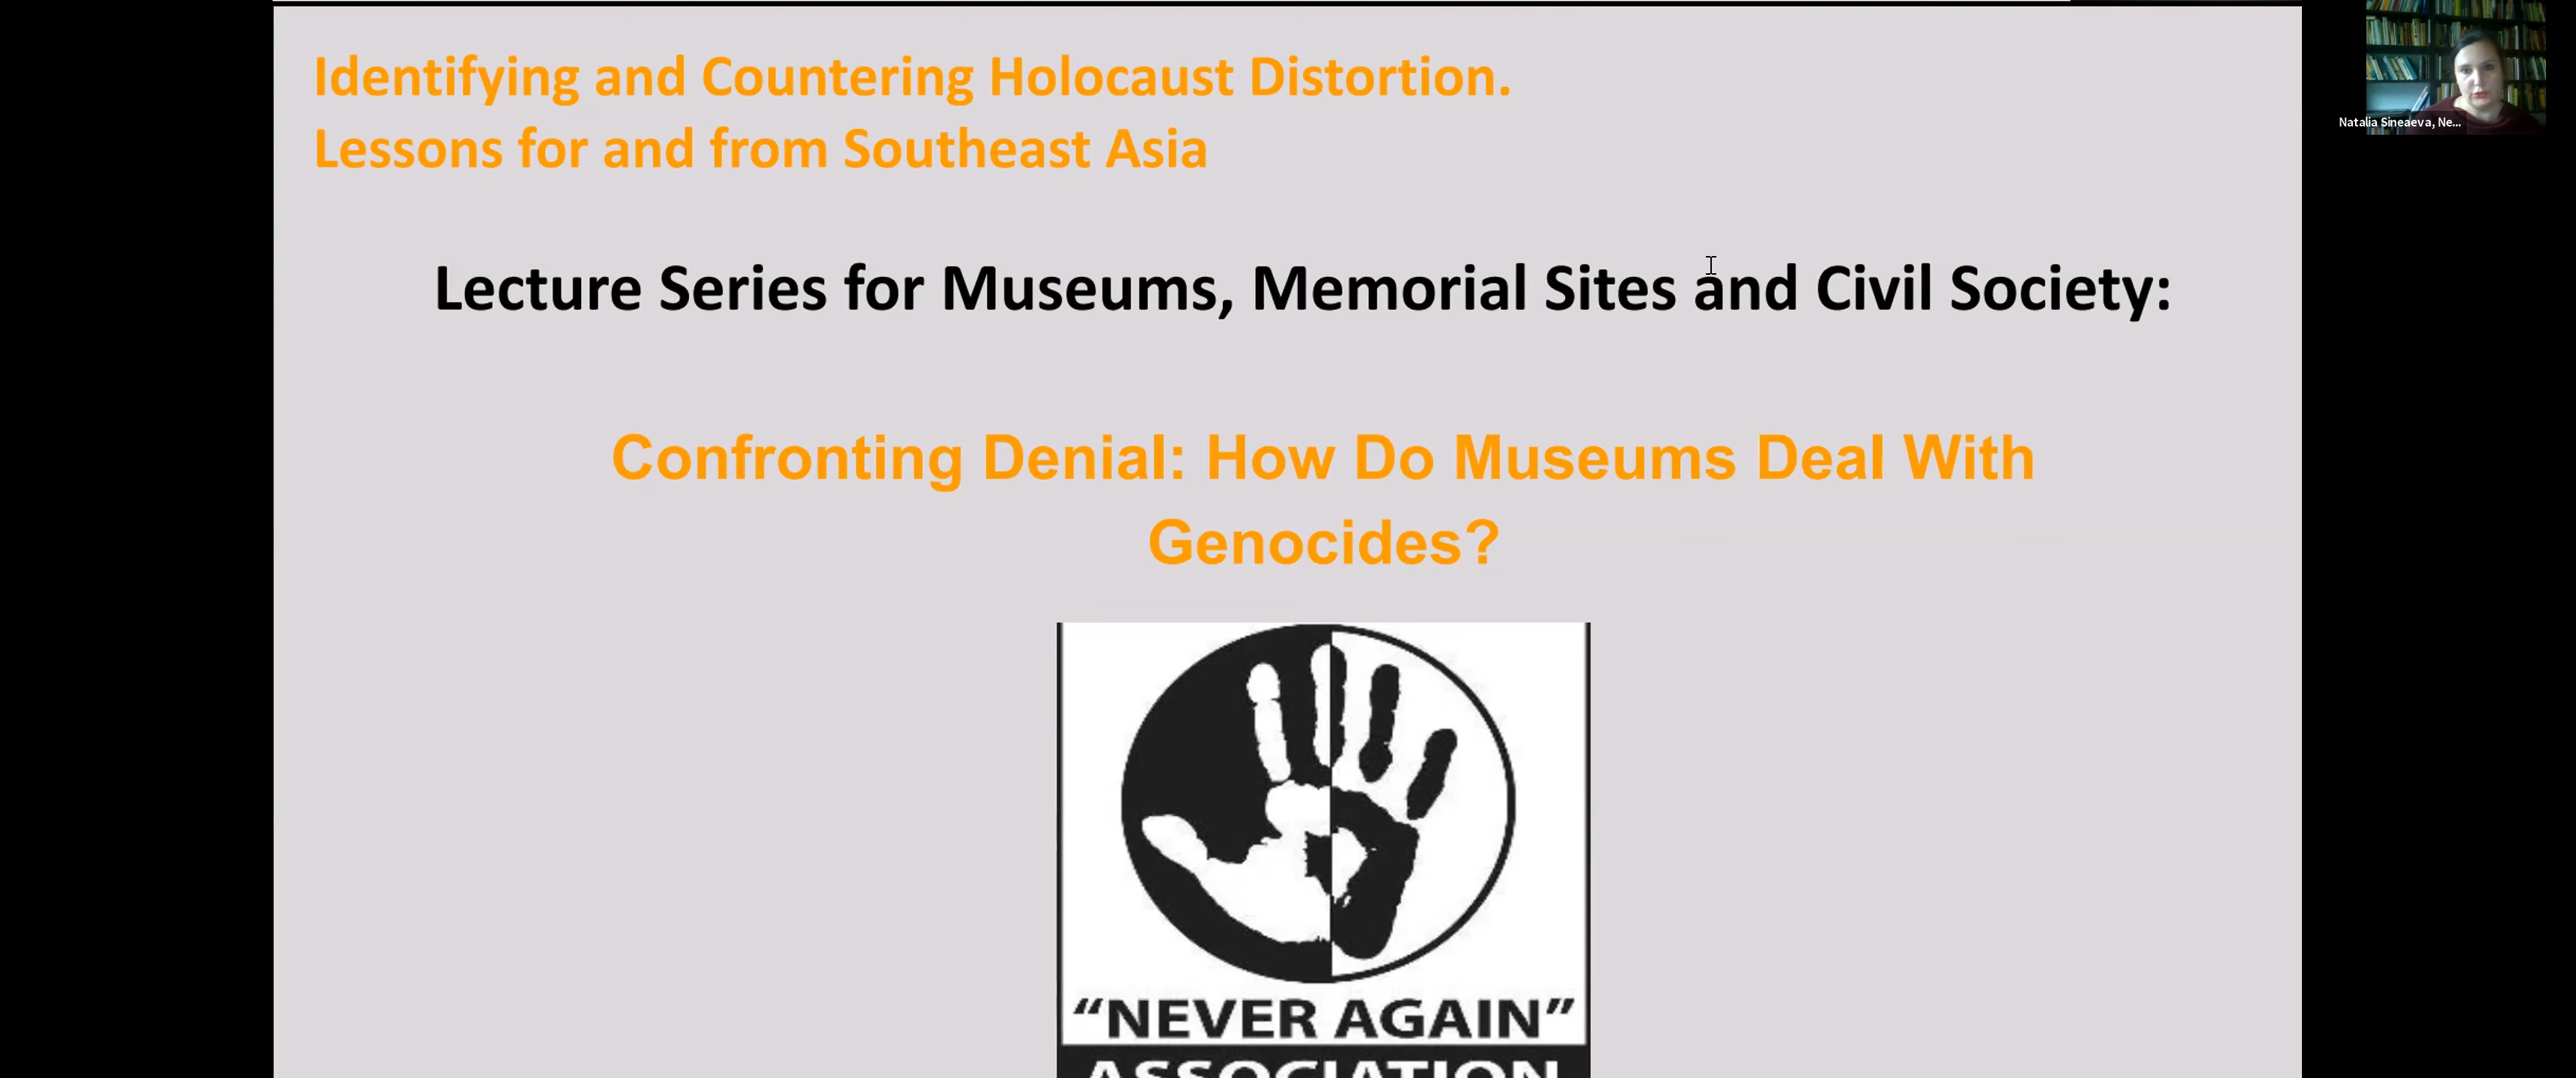 Identifying and Countering Holocaust Distortion.
Lessons for and from Southeast Asia
Natalia Sineaeva, Ne...
Lecture Series for Museums, Memorial Sites and Civil Society:
Confronting Denial: How Do Museums Deal With
Genocides?
“NEVER AGAIN”
ASSOCIATION